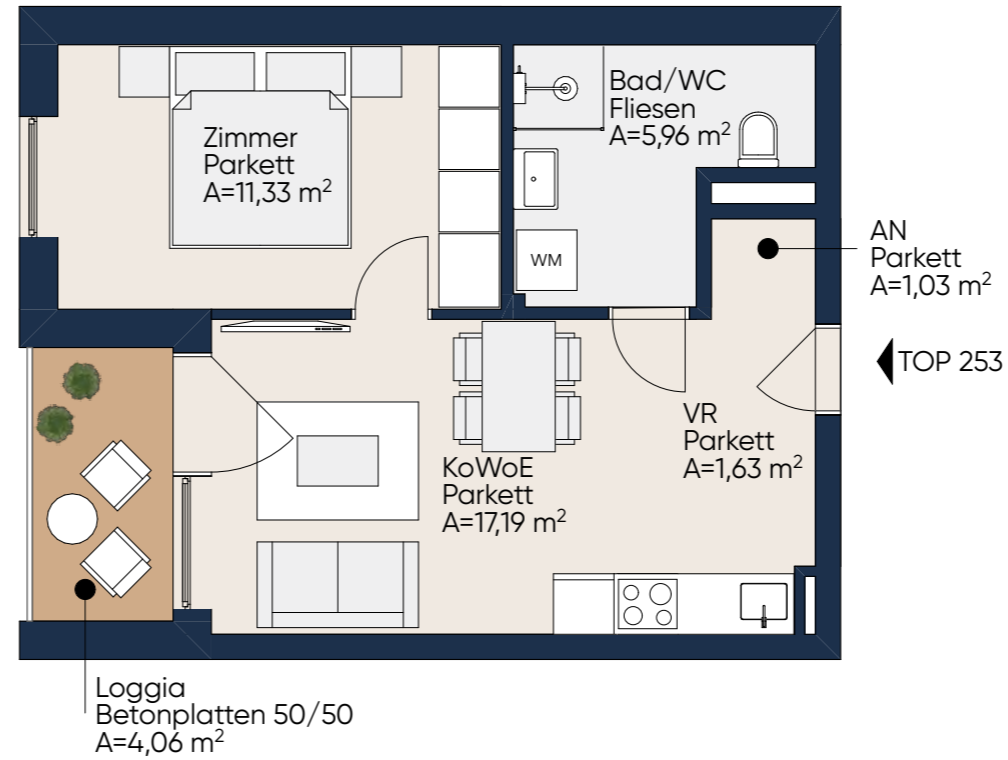 Zimmer
Parkett
A=11,33 m²
Bad/WC
Fliesen
A=5,96 m²
WM
AN
Parkett
A=1,03 m²
TOP 253
VR
Parkett
A=1,63 m²
KoWoE
Parkett
A=17,19 m²
Loggia
Betonplatten 50/50
A=4,06 m²